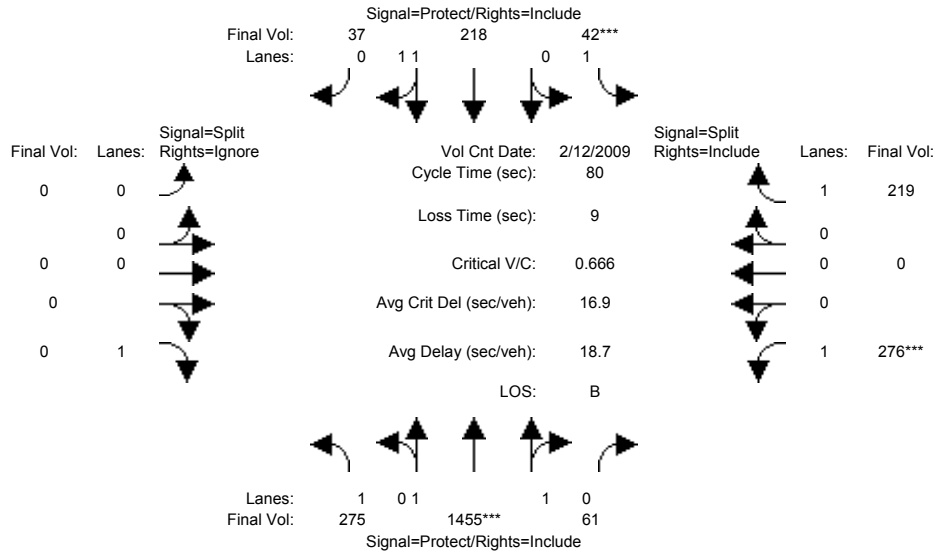 Signal=Protect/Rights=Include
Final Vol: 37 218 42***
Lanes: 0 1 1 0 1
Signal=Split Signal=Split
Final Vol: Lanes: Rights=Ignore Vol Cnt Date: 2/12/2009 Rights=Include Lanes: Final Vol:
0 0 Cycle Time (sec): 80 1 219
0 Loss Time (sec): 9 0
0 0 Critical V/C: 0.666 0 0
0 Avg Crit Del (sec/veh): 16.9 0
0 1 Avg Delay (sec/veh): 18.7 1 276***
LOS: B
Lanes: 1 0 1 1 0
Final Vol: 275 1455*** 61
Signal=Protect/Rights=Include